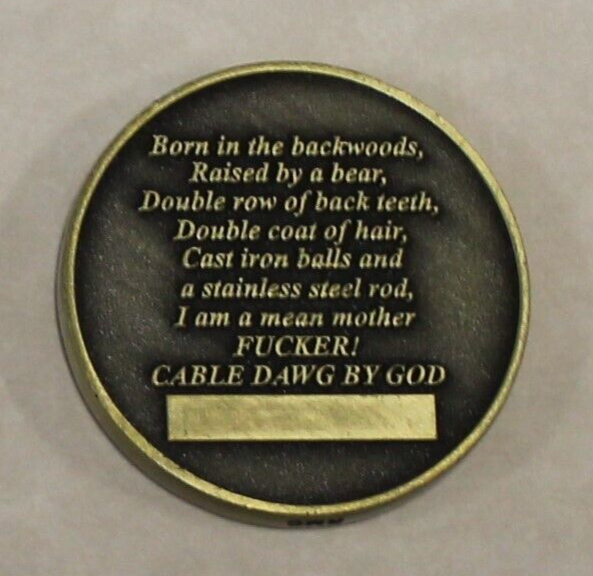 Born in the backwoods,
Raised by a bear,
Double row of back teeth,
Double coat of hair,
Cast iron balls and
a stainless steel rod,
I am a mean mother
FUCKER!
CABLE DAWG BY GOD